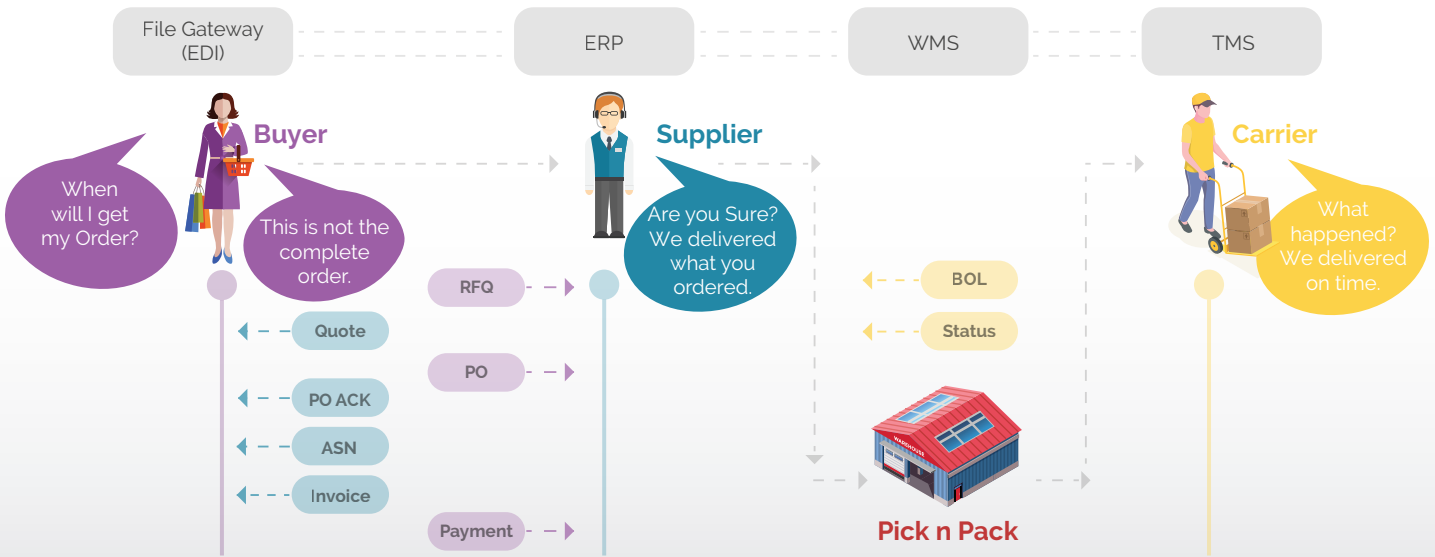 File Gateway
(EDI)
ERP
WMS
TMS
Buyer
Supplier
Carrier
When
will I get
my Order?
This is not the
complete
order.
Are you Sure?
We delivered
what you
ordered.
What
happened?
We delivered
on time.
RFQ
BOL
Quote
Status
PO
PO ACK
ASN
Invoice
Payment
WAREHOUSE
Pick n Pack